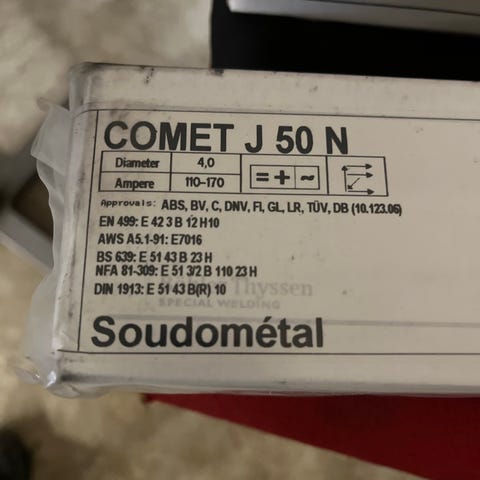 COMET J 50 N
Diameter 4,0
Ampere 110-170
= + ~
Approvals: ABS, BV, C, DNV, FI, GL, LR, TÜV, DB (10.123.06)
EN 499: E 42 3 B 12 H10
AWS A5.1-91: E7016
BS 639: E 51 43 B 23 H
NFA 81-309: E 51 3/2 B 110 23 H
DIN 1913: E 51 43 B(R) 10
Thyssen
SPECIAL WELDING
Soudométal